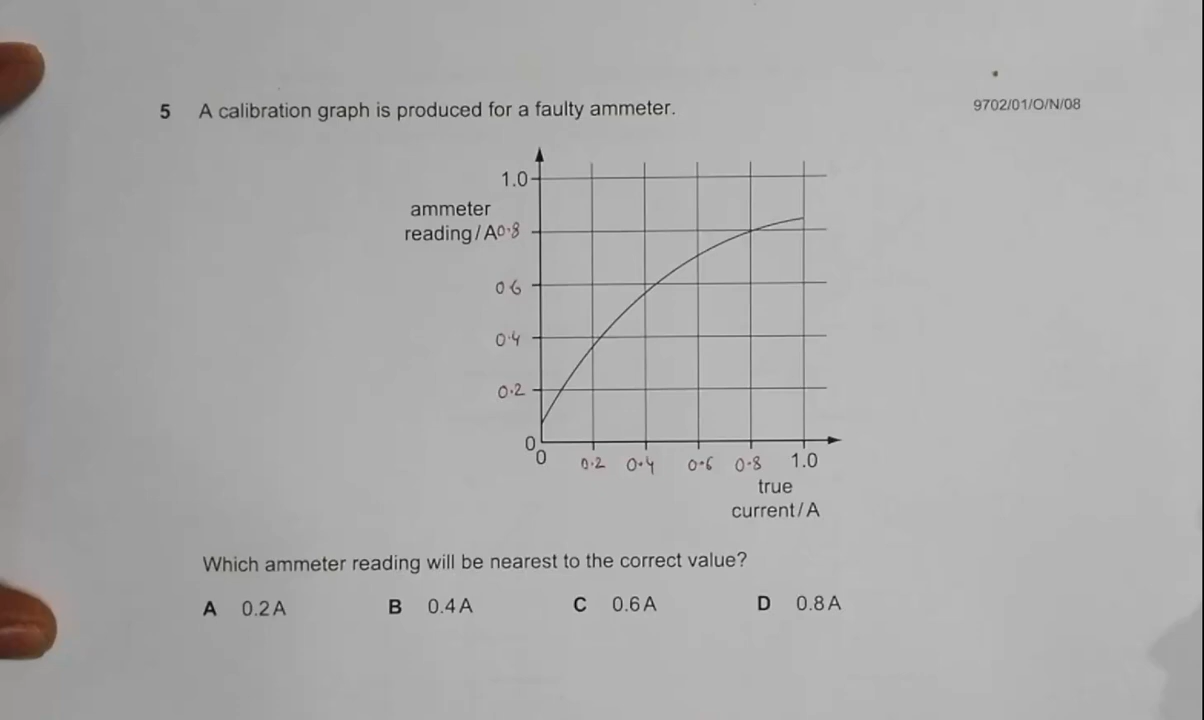 9702/01/O/N/08
5 A calibration graph is produced for a faulty ammeter.
1.0
ammeter
reading/A 0.8
0.6
0.4
0.2
0
0 0.2 0.4 0.6 0.8 1.0
true
current/A
Which ammeter reading will be nearest to the correct value?
A 0.2A B 0.4A C 0.6A D 0.8A